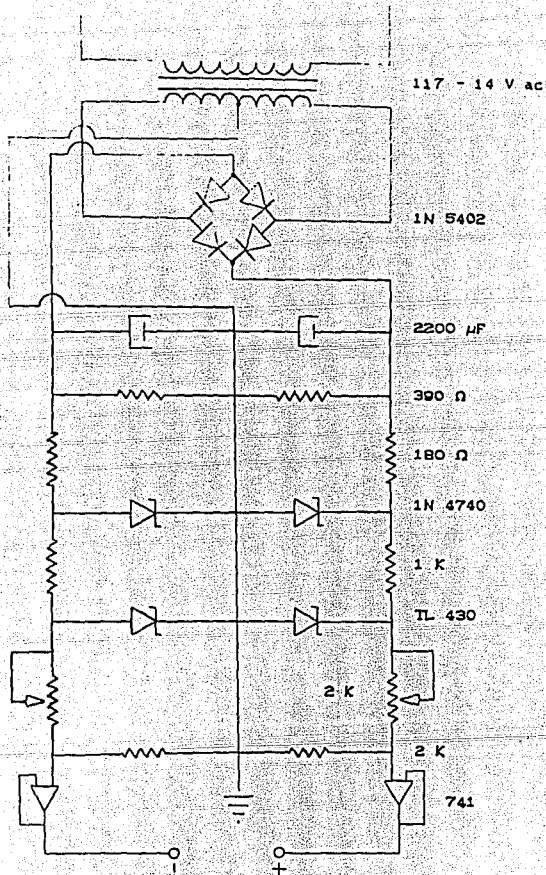 117 - 14 V ac
1N 5402
2200 µF
390 Ω
180 Ω
1N 4740
1 K
TL 430
2 K
2 K
741
- +